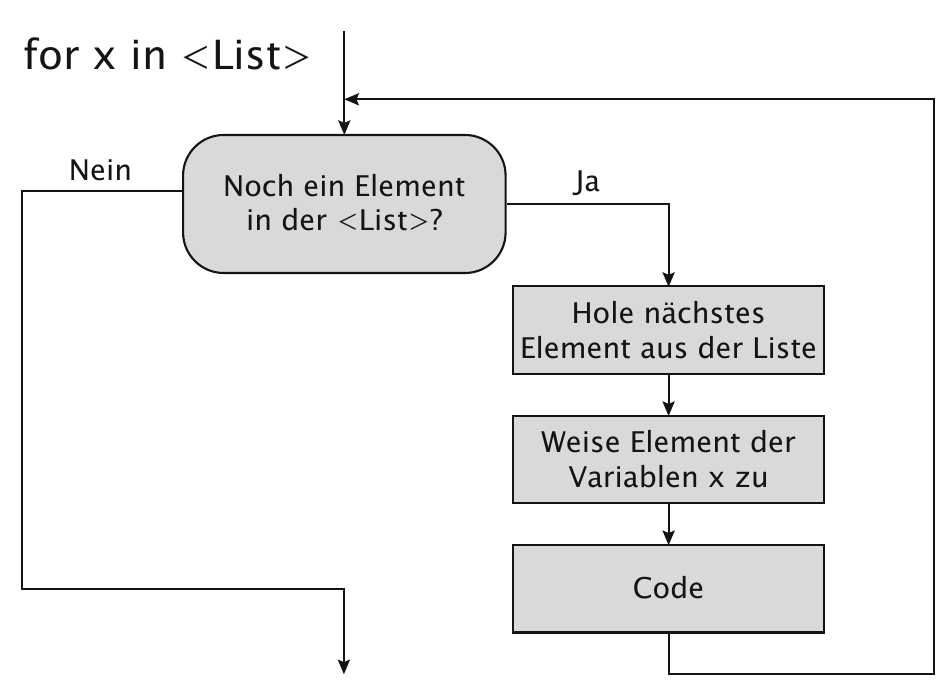 for x in <List>
Nein
Noch ein Element
in der <List>?
Ja
Hole nächstes
Element aus der Liste
Weise Element der
Variablen x zu
Code